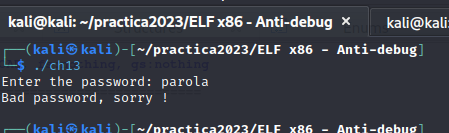 kali@kali: ~/practica2023/ELF x86 - Anti-debug × kali@kali:
┌──(kali㉿kali)-[~/practica2023/ELF x86 - Anti-debug]
└─$ ./ch13
Enter the password: parola
Bad password, sorry !
┌──(kali㉿kali)-[~/practica2023/ELF x86 - Anti-debug]